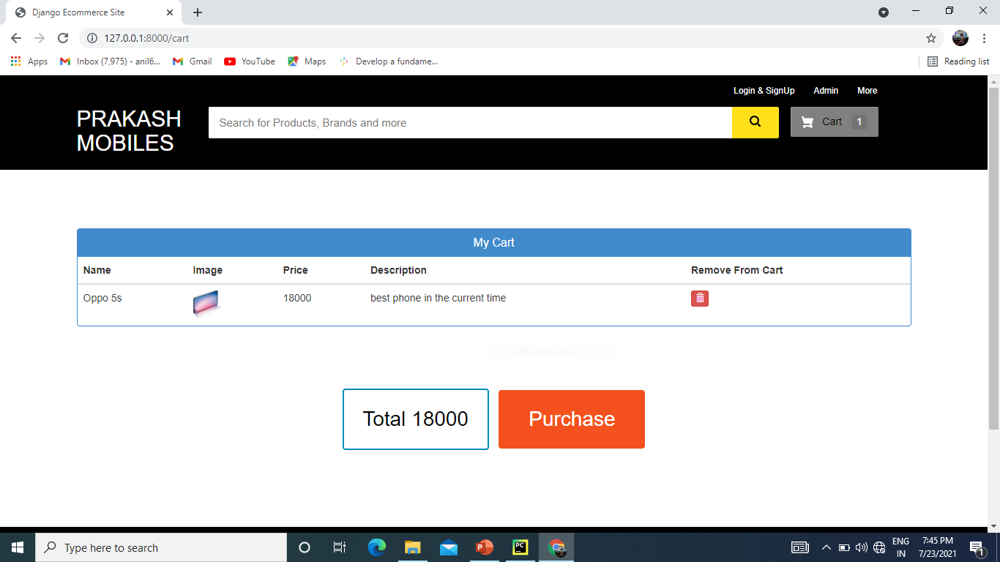 Django Ecommerce Site
127.0.0.1:8000/cart
Apps Inbox (7,975) - anil6... Gmail YouTube Maps Develop a fundame... Reading list
Login & SignUp Admin More
PRAKASH MOBILES
Search for Products, Brands and more
Cart 1
My Cart
Name Image Price Description Remove From Cart
Oppo 5s 18000 best phone in the current time
Total 18000 Purchase
Type here to search
PC
ENG
IN
7:45 PM
7/23/2021
1